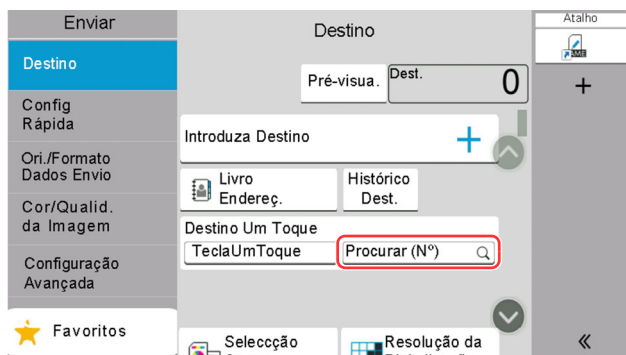 Enviar
Destino
Atalho
Destino
Pré-visua.
Dest.
0
Config
Rápida
Introduza Destino
Ori./Formato
Dados Envio
Livro
Endereç.
Histórico
Dest.
Cor/Qualid.
da Imagem
Destino Um Toque
TeclaUmToque
Procurar (Nº)
Configuração
Avançada
Favoritos
Seleccção
Resolução da